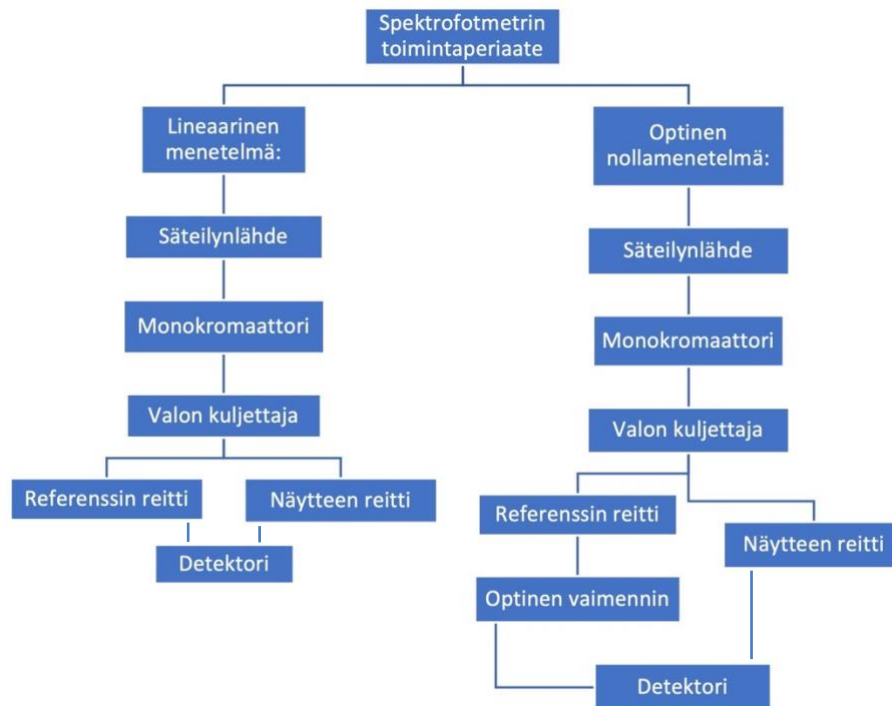 Spektrofotmetrin
toimintaperiaate
Lineaarinen
menetelmä:
Säteilynlähde
Monokromaattori
Valon kuljettaja
Referenssin reitti
Näytteen reitti
Detektori
Optinen
nollamenetelmä:
Säteilynlähde
Monokromaattori
Valon kuljettaja
Referenssin reitti
Näytteen reitti
Optinen vaimennin
Detektori